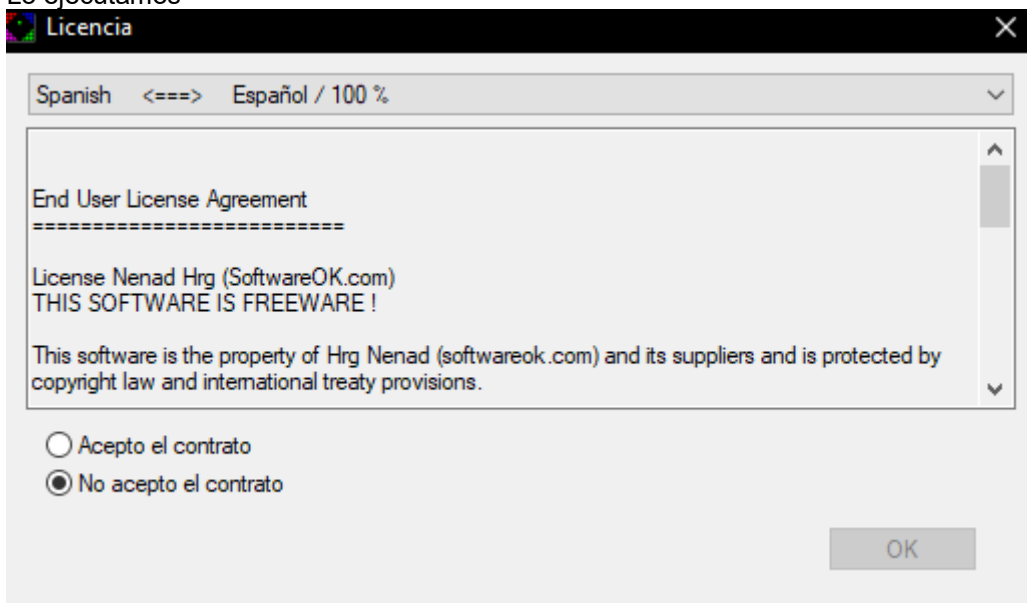 Lo ejecutamos
Licencia
Spanish <===> Español / 100 %
End User License Agreement
==========================
License Nenad Hrg (SoftwareOK.com)
THIS SOFTWARE IS FREEWARE !
This software is the property of Hrg Nenad (softwareok.com) and its suppliers and is protected by
copyright law and international treaty provisions.
Acepto el contrato
No acepto el contrato
OK